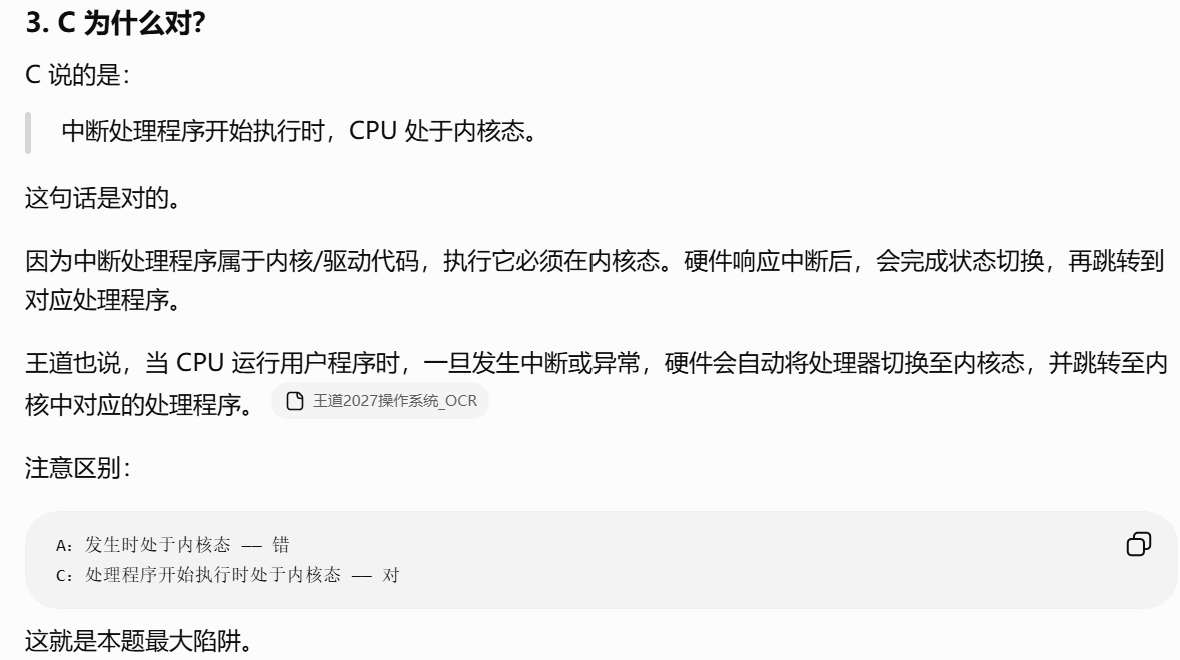 3. C 为什么对？
C 说的是：
中断处理程序开始执行时，CPU 处于内核态。
这句话是对的。
因为中断处理程序属于内核/驱动代码，执行它必须在内核态。硬件响应中断后，会完成状态切换，再跳转到
对应处理程序。
王道也说，当 CPU 运行用户程序时，一旦发生中断或异常，硬件会自动将处理器切换至内核态，并跳转至内
核中对应的处理程序。 王道2027操作系统_OCR
注意区别：
A: 发生时处于内核态 —— 错
C: 处理程序开始执行时处于内核态 —— 对
这就是本题最大陷阱。